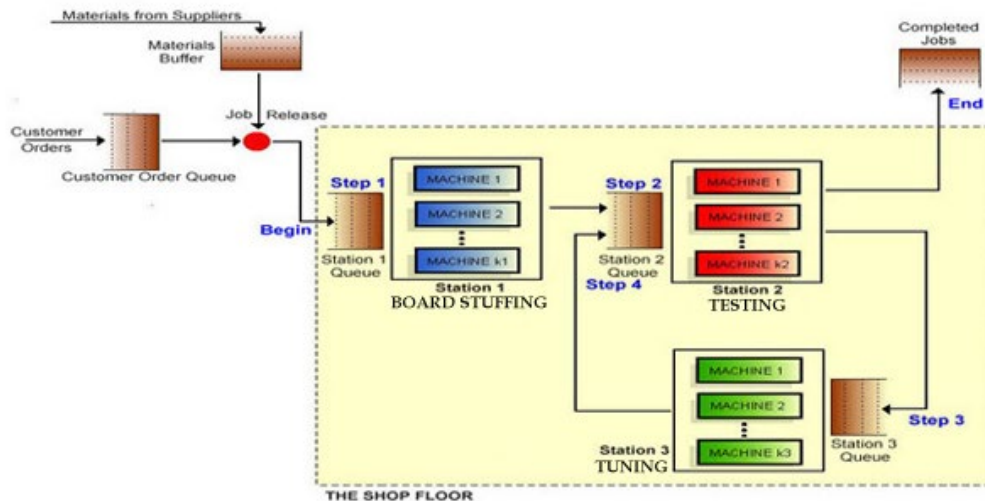 Materials from Suppliers
Materials
Buffer
Completed
Jobs
Job Release
End
Customer
Orders
Customer Order Queue
Begin
Step 1
Station 1
Queue
MACHINE 1
MACHINE 2
MACHINE k1
Station 1
BOARD STUFFING
Step 2
Station 2
Queue
Step 4
MACHINE 1
MACHINE 2
MACHINE k2
Station 2
TESTING
MACHINE 1
MACHINE 2
MACHINE k3
Station 3
TUNING
Step 3
Station 3
Queue
THE SHOP FLOOR